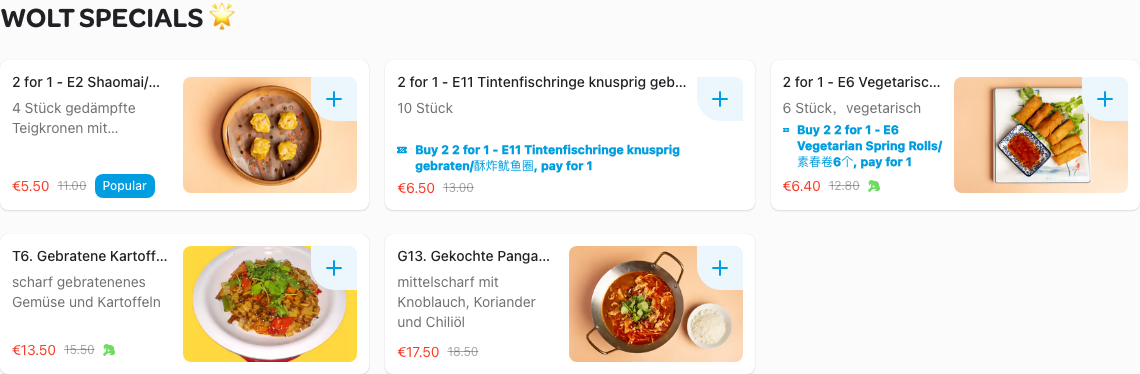 WOLT SPECIALS 🌟
2 for 1 - E2 Shaomai/...
4 Stück gedämpfte
Teigkronen mit...
€5.50 11.00 Popular
2 for 1 - E11 Tintenfischringe knusprig geb...
10 Stück
Buy 2 2 for 1 - E11 Tintenfischringe knusprig
gebraten/酥炸鱿鱼圈, pay for 1
€6.50 13.00
2 for 1 - E6 Vegetarisc...
6 Stück，vegetarisch
Buy 2 2 for 1 - E6
Vegetarian Spring Rolls/
素春卷6个, pay for 1
€6.40 12.80
T6. Gebratene Kartoff...
scharf gebratenenes
Gemüse und Kartoffeln
€13.50 15.50
G13. Gekochte Panga...
mittelscharf mit
Knoblauch, Koriander
und Chiliöl
€17.50 18.50